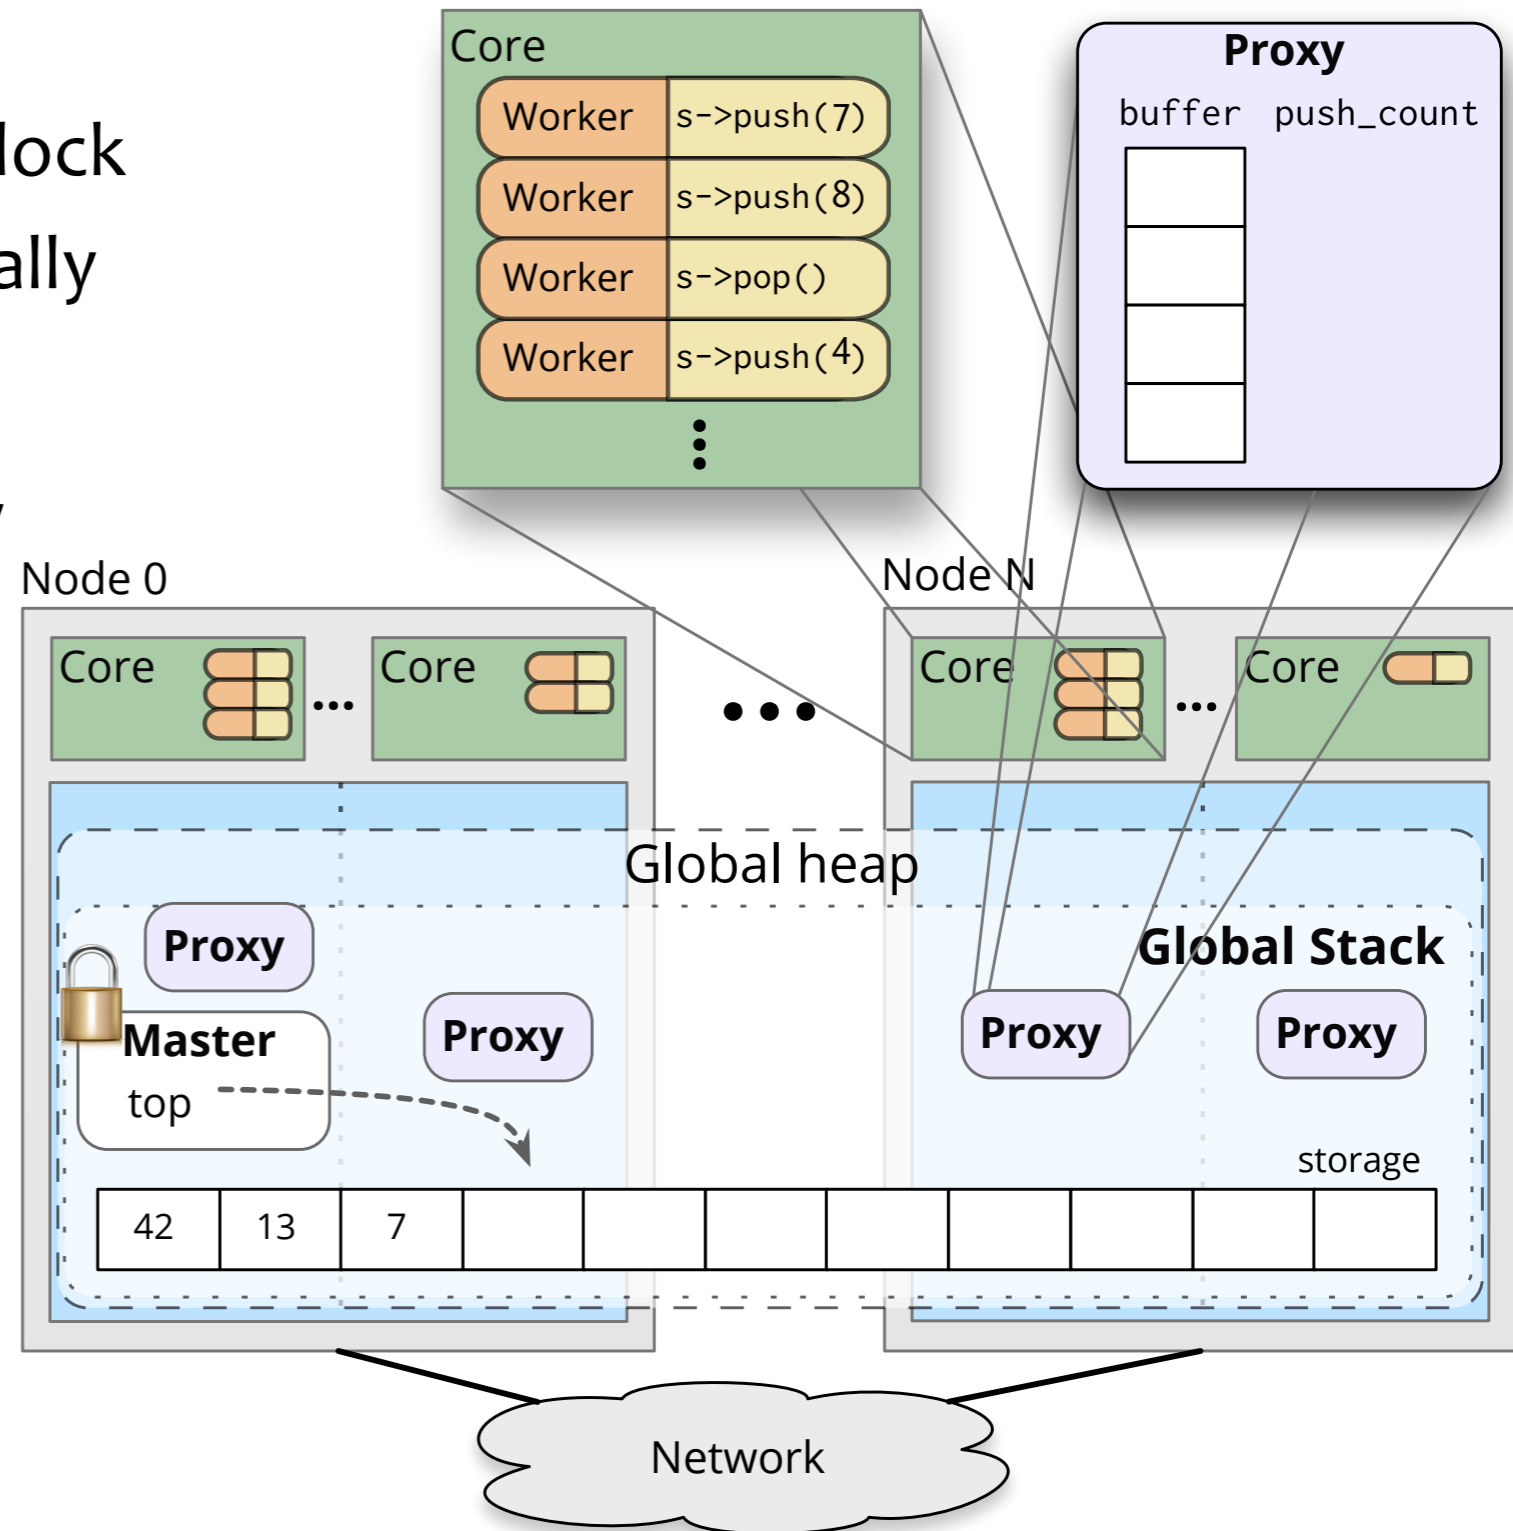 lock
ally
y
Core
Worker s->push(7)
Worker s->push(8)
Worker s->pop()
Worker s->push(4)
Proxy
buffer push_count
Node 0
Node N
Core
Core
Core
Core
Global heap
Global Stack
Proxy
Proxy
Proxy
Proxy
Master
top
storage
42 13 7
Network